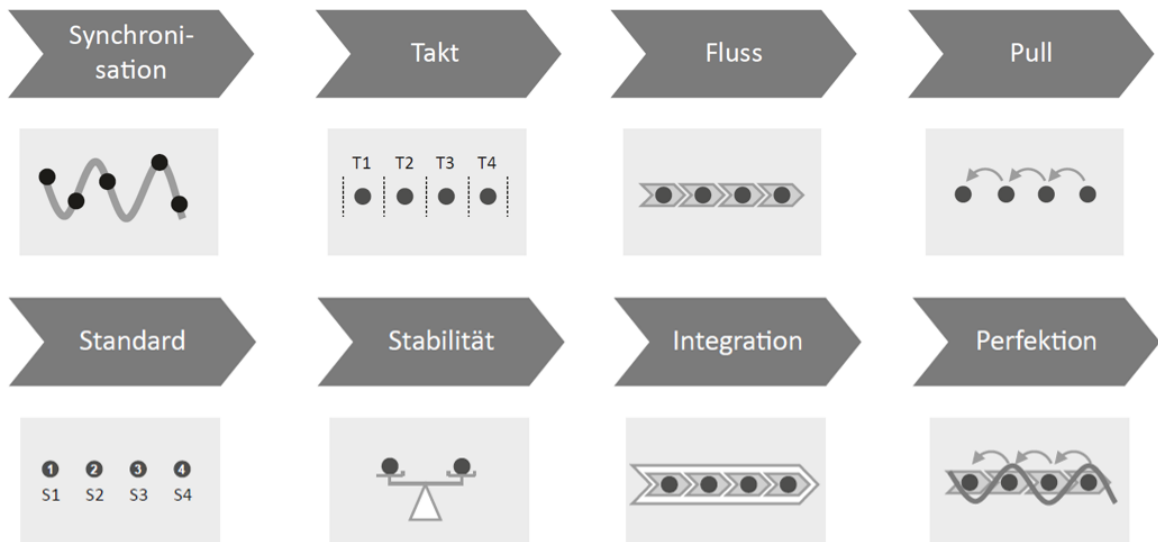 Synchroni-
sation
Takt
Fluss
Pull
T1 T2 T3 T4
Standard
Stabilität
Integration
Perfektion
1 2 3 4
S1 S2 S3 S4